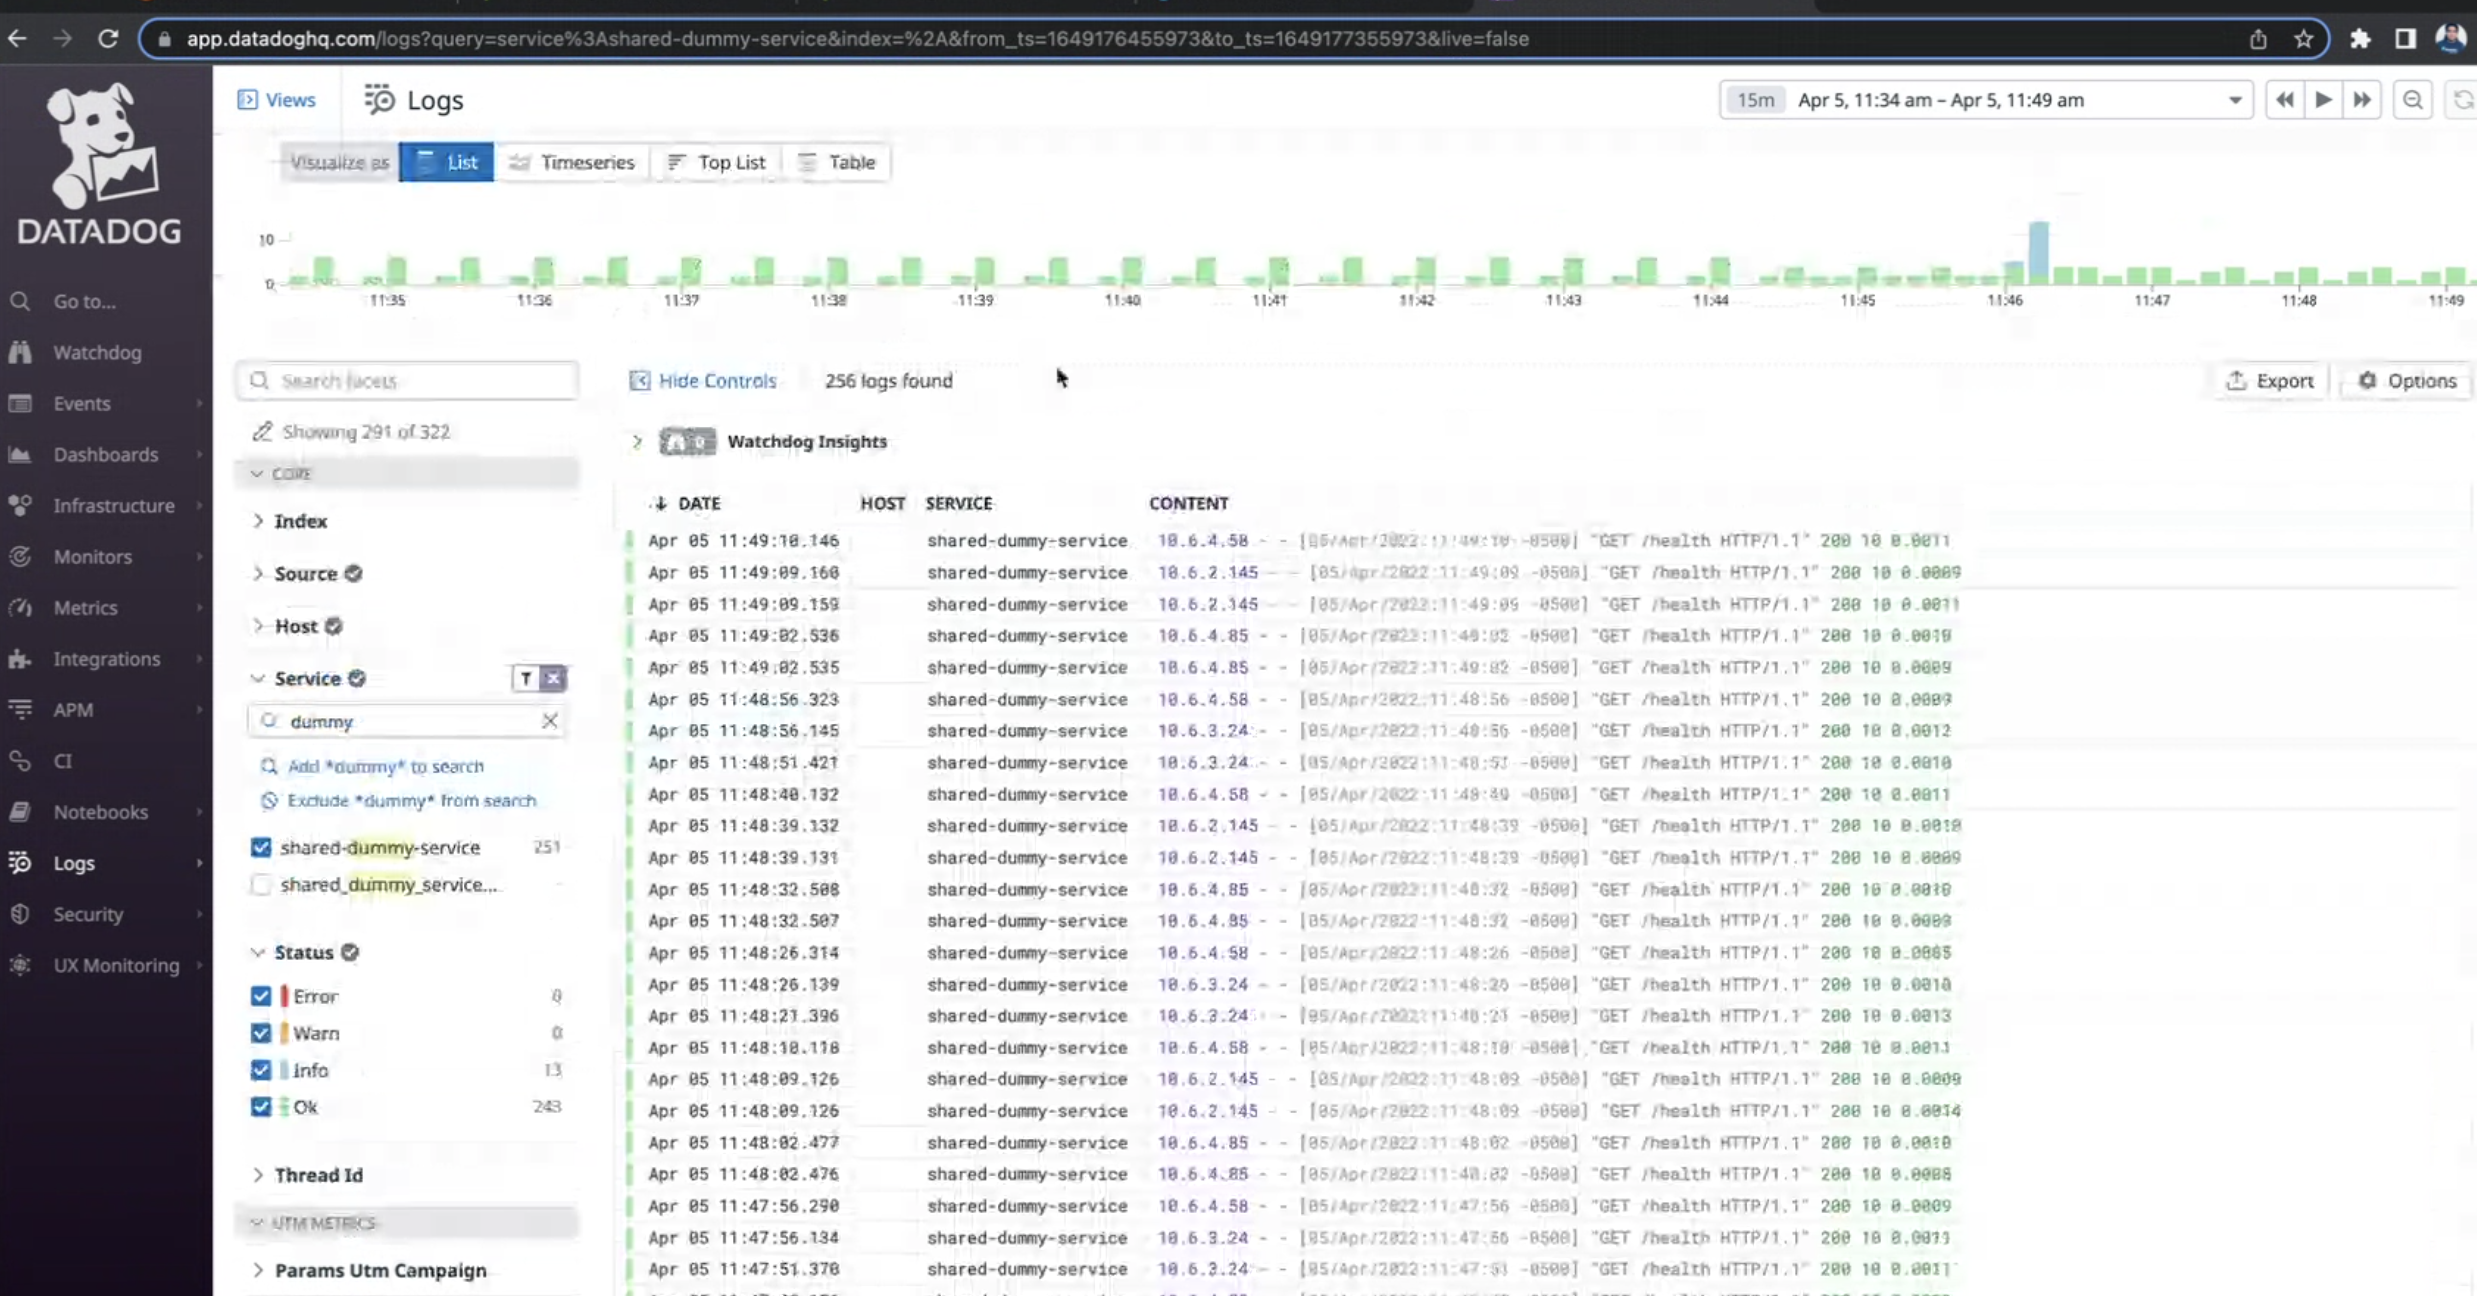 app.datadoghq.com/logs?query=service%3Ashared-dummy-service&index=%2A&from_ts=1649176455973&to_ts=1649177355973&live=false
DATADOG
Go to...
Watchdog
Events
Dashboards
Infrastructure
Monitors
Metrics
Integrations
APM
CI
Notebooks
Logs
Security
UX Monitoring
Views
Logs
15m Apr 5, 11:34 am – Apr 5, 11:49 am
Visualize as List Timeseries Top List Table
10
0
11:35 11:36 11:37 11:38 11:39 11:40 11:41 11:42 11:43 11:44 11:45 11:46 11:47 11:48 11:49
Search facets
Showing 291 of 322
CORE
Index
Source
Host
Service T
dummy
Add *dummy* to search
Exclude *dummy* from search
shared-dummy-service 251
shared_dummy_service...
Status
Error 0
Warn 0
Info 13
Ok 243
Thread Id
UTM METRICS
Params Utm Campaign
Hide Controls 256 logs found Export Options
Watchdog Insights
DATE HOST SERVICE CONTENT
Apr 05 11:49:10.146 shared-dummy-service 10.6.4.58 - - [05/Apr/2022:11:49:10 -0500] "GET /health HTTP/1.1" 200 10 0.0011
Apr 05 11:49:09.160 shared-dummy-service 10.6.2.145 - - [05/Apr/2022:11:49:09 -0500] "GET /health HTTP/1.1" 200 10 0.0009
Apr 05 11:49:09.159 shared-dummy-service 10.6.2.145 - - [05/Apr/2022:11:49:09 -0500] "GET /health HTTP/1.1" 200 10 0.0011
Apr 05 11:49:02.536 shared-dummy-service 10.6.4.85 - - [05/Apr/2022:11:49:02 -0500] "GET /health HTTP/1.1" 200 10
Apr 05 11:49:02.535 shared-dummy-service 10.6.4.85 - - [05/Apr/2022:11:49:02 -0500] "GET /health HTTP/1.1" 200 10 0.0009
Apr 05 11:48:56.323 shared-dummy-service 10.6.4.58 - - [05/Apr/2022:11:48:56 -0500] "GET /health HTTP/1.1" 200 10 0.0009
Apr 05 11:48:56.145 shared-dummy-service 10.6.3.24 - - [05/Apr/2022:11:48:56 -0500] "GET /health HTTP/1.1" 200 10 0.0012
Apr 05 11:48:51.421 shared-dummy-service 10.6.3.24 - - [05/Apr/2022:11:48:51 -0500] "GET /health HTTP/1.1" 200 10 0.0010
Apr 05 11:48:40.132 shared-dummy-service 10.6.4.58 - - [05/Apr/2022:11:48:40 -0500] "GET /health HTTP/1.1" 200 10 0.0011
Apr 05 11:48:39.132 shared-dummy-service 10.6.2.145 - - [05/Apr/2022:11:48:39 -0500] "GET /health HTTP/1.1" 200 10 0.0010
Apr 05 11:48:39.131 shared-dummy-service 10.6.2.145 - - [05/Apr/2022:11:48:39 -0500] "GET /health HTTP/1.1" 200 10 0.0009
Apr 05 11:48:32.508 shared-dummy-service 10.6.4.85 - - [05/Apr/2022:11:48:32 -0500] "GET /health HTTP/1.1" 200 10
Apr 05 11:48:32.507 shared-dummy-service 10.6.4.85 - - [05/Apr/2022:11:48:32 -0500] "GET /health HTTP/1.1" 200 10
Apr 05 11:48:26.314 shared-dummy-service 10.6.4.58 - - [05/Apr/2022:11:48:26 -0500] "GET /health HTTP/1.1" 200 10
Apr 05 11:48:26.139 shared-dummy-service 10.6.3.24 - - [05/Apr/2022:11:48:26 -0500] "GET /health HTTP/1.1" 200 10 0.0010
Apr 05 11:48:21.396 shared-dummy-service 10.6.3.24 - - [05/Apr/2022:11:48:21 -0500] "GET /health HTTP/1.1" 200 10 0.0013
Apr 05 11:48:10.118 shared-dummy-service 10.6.4.58 - - [05/Apr/2022:11:48:10 -0500] "GET /health HTTP/1.1" 200 10 0.0011
Apr 05 11:48:09.126 shared-dummy-service 10.6.2.145 - - [05/Apr/2022:11:48:09 -0500] "GET /health HTTP/1.1" 200 10 0.0009
Apr 05 11:48:09.126 shared-dummy-service 10.6.2.145 - - [05/Apr/2022:11:48:09 -0500] "GET /health HTTP/1.1" 200 10 0.0014
Apr 05 11:48:02.477 shared-dummy-service 10.6.4.85 - - [05/Apr/2022:11:48:02 -0500] "GET /health HTTP/1.1" 200 10 0.0010
Apr 05 11:48:02.476 shared-dummy-service 10.6.4.85 - - [05/Apr/2022:11:48:02 -0500] "GET /health HTTP/1.1" 200 10 0.0008
Apr 05 11:47:56.290 shared-dummy-service 10.6.4.58 - - [05/Apr/2022:11:47:56 -0500] "GET /health HTTP/1.1" 200 10 0.0009
Apr 05 11:47:56.134 shared-dummy-service 10.6.3.24 - - [05/Apr/2022:11:47:56 -0500] "GET /health HTTP/1.1" 200 10 0.0011
Apr 05 11:47:51.370 shared-dummy-service 10.6.3.24 - - [05/Apr/2022:11:47:51 -0500] "GET /health HTTP/1.1" 200 10 0.0011